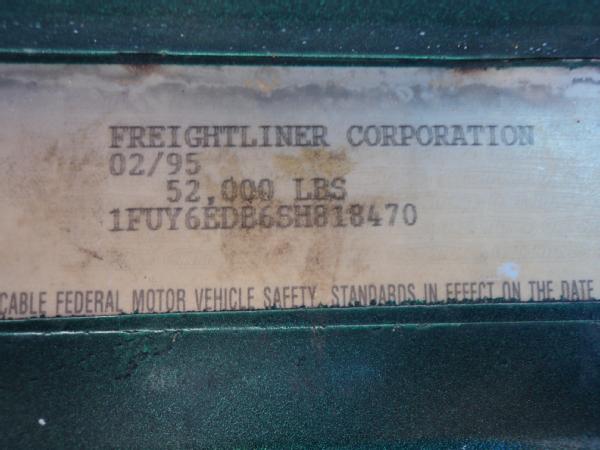 FREIGHTLINER CORPORATION
02/95
52,000 LBS
1FUY6EDB6SH818470
CABLE FEDERAL MOTOR VEHICLE SAFETY STANDARDS IN EFFECT ON THE DATE